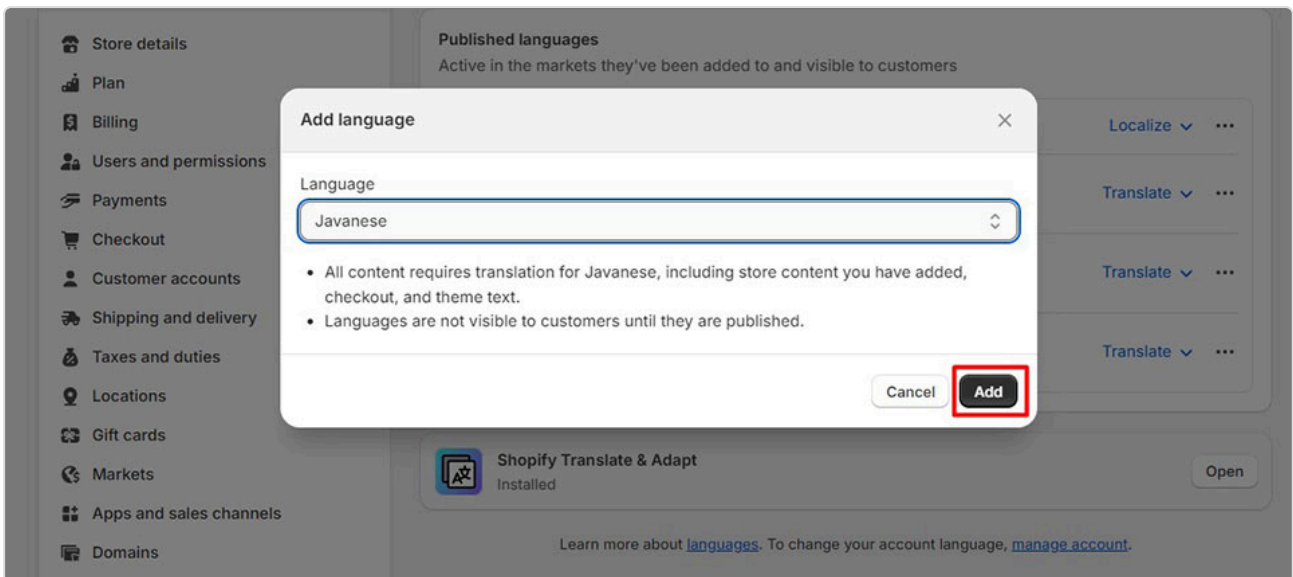 Store details
Plan
Billing
Users and permissions
Payments
Checkout
Customer accounts
Shipping and delivery
Taxes and duties
Locations
Gift cards
Markets
Apps and sales channels
Domains
Published languages
Active in the markets they've been added to and visible to customers
Localize
Translate
Translate
Translate
Add language
Language
Javanese
• All content requires translation for Javanese, including store content you have added,
checkout, and theme text.
• Languages are not visible to customers until they are published.
Cancel
Add
Shopify Translate & Adapt
Installed
Open
Learn more about languages. To change your account language, manage account.